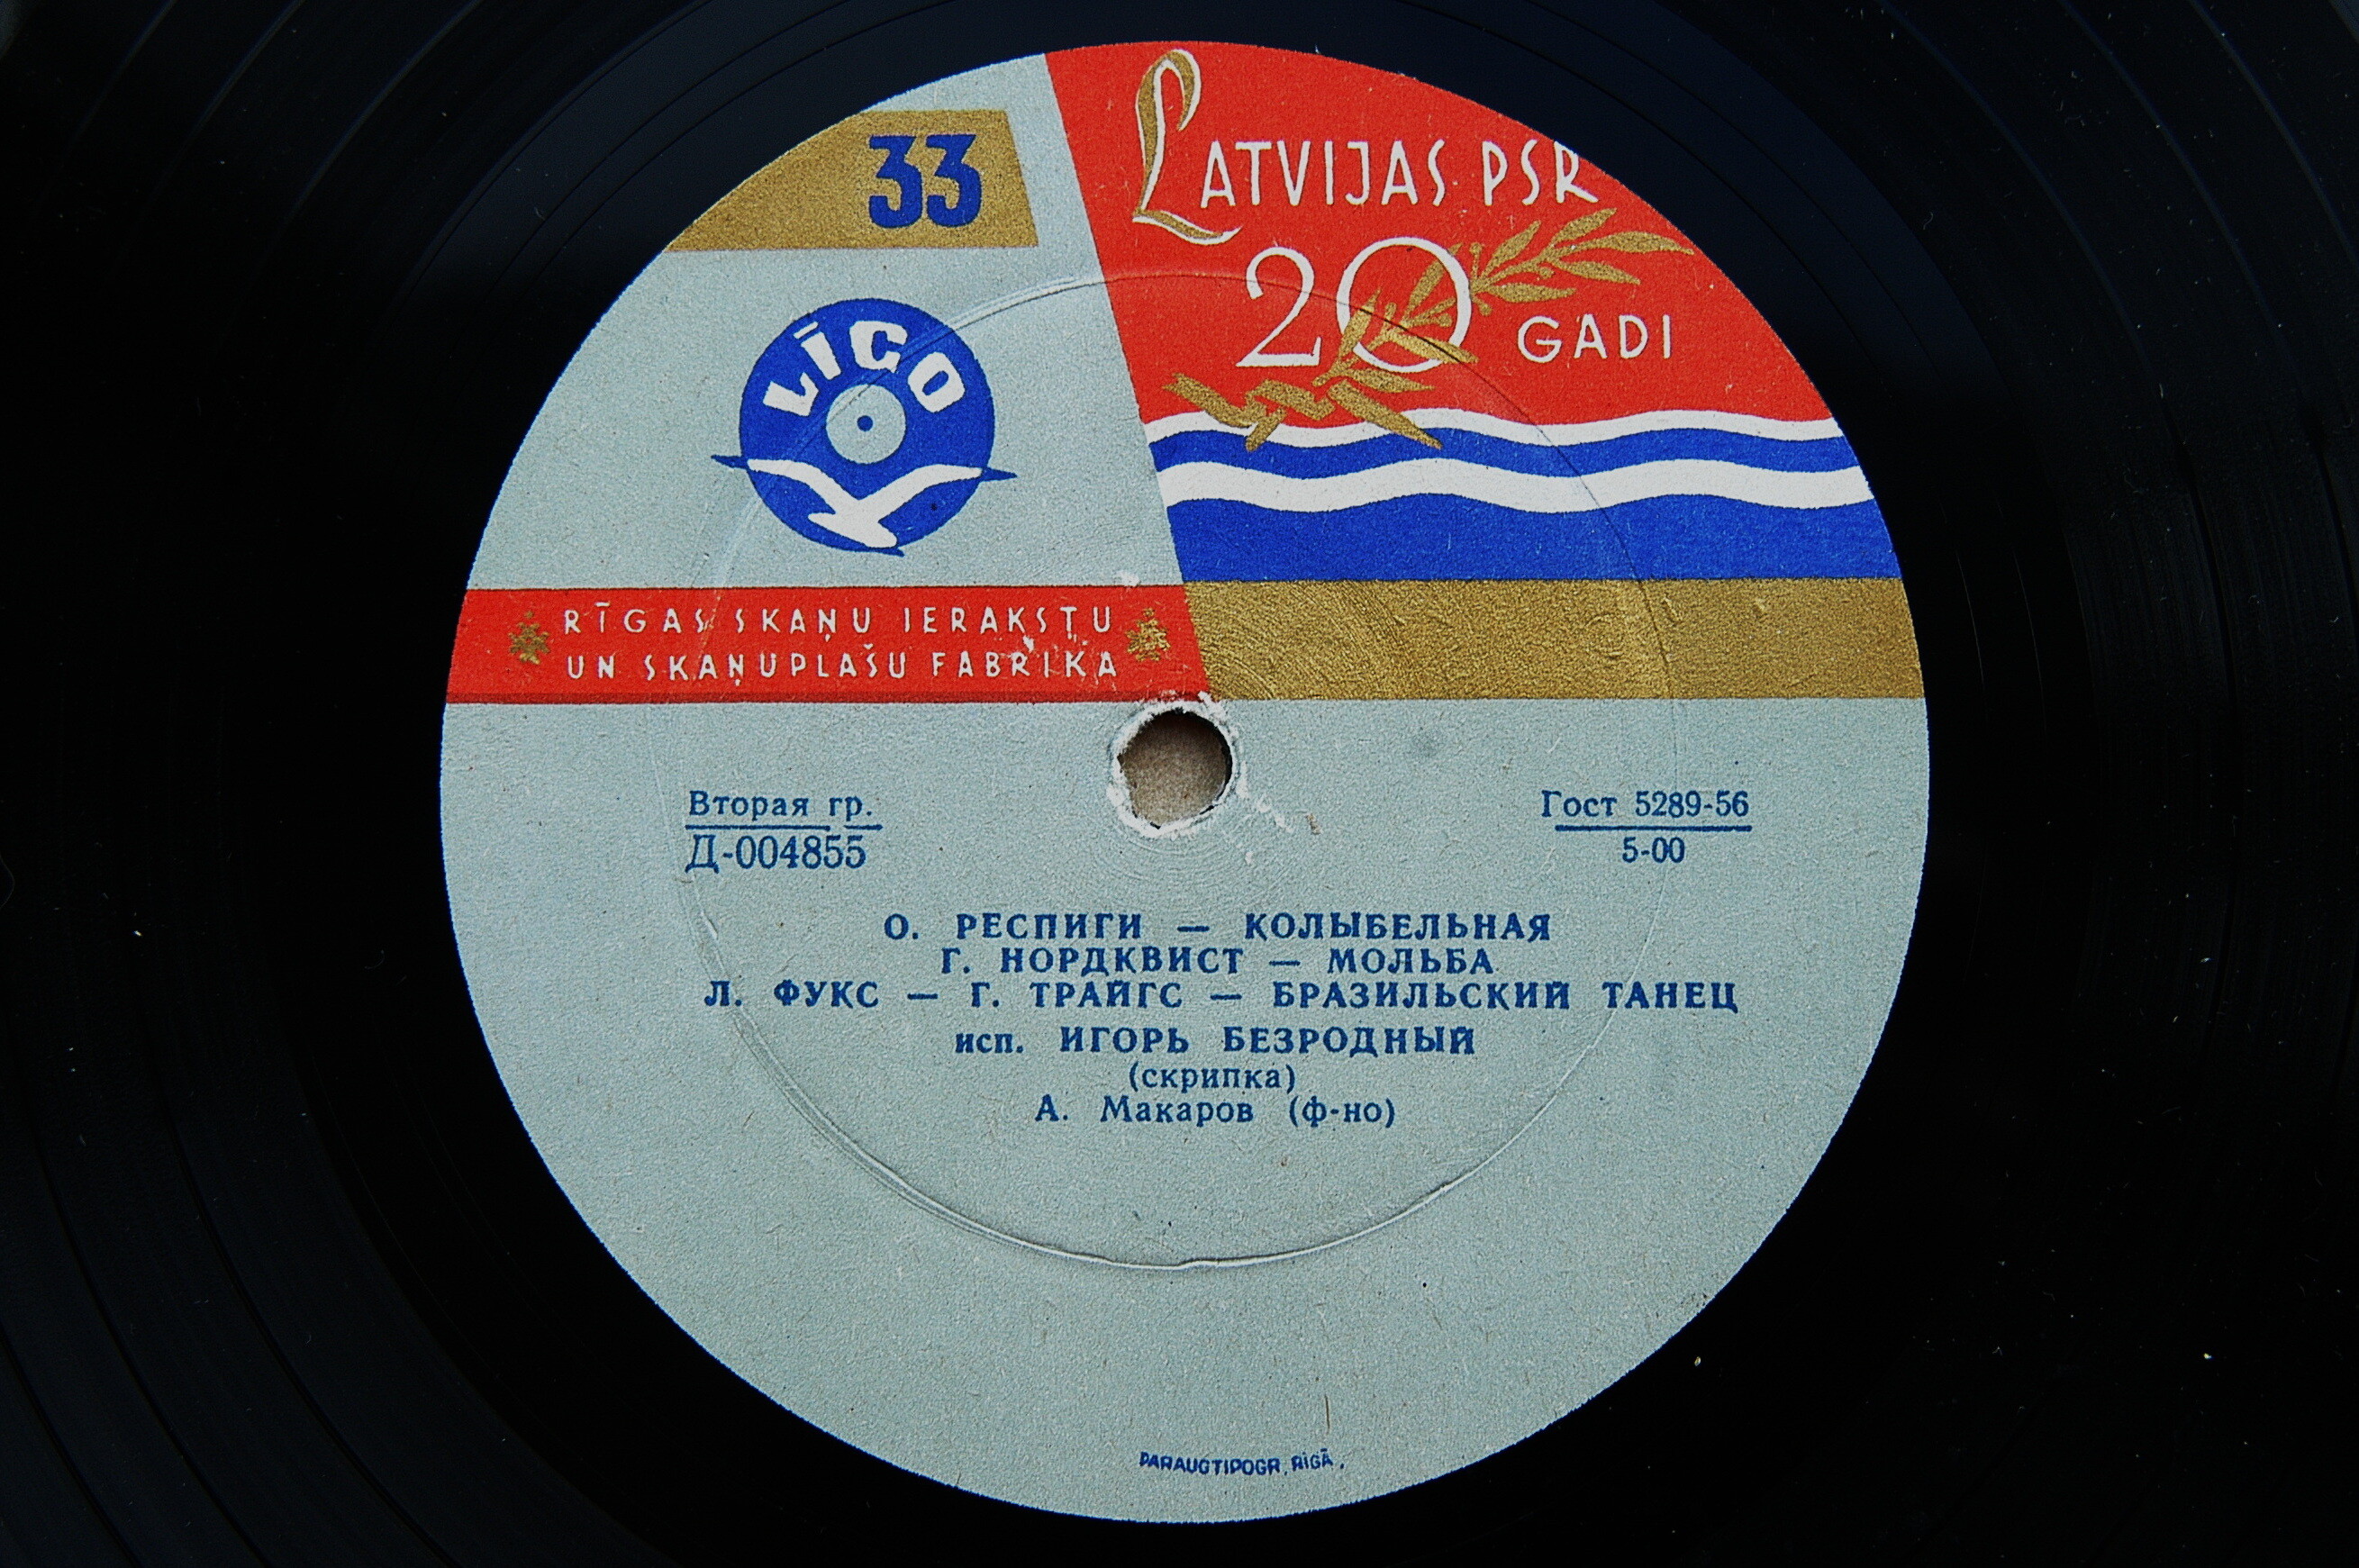 33
LATVIJAS PSR
20 GADI
LĪGO
RĪGAS SKAŅU IERAKSTU
UN SKAŅUPLAŠU FABRIKA
Вторая гр.
Д-004855
Гост 5289-56
5-00
О. РЕСПИГИ — КОЛЫБЕЛЬНАЯ
Г. НОРДКВИСТ — МОЛЬБА
Л. ФУКС — Г. ТРАЙГС — БРАЗИЛЬСКИЙ ТАНЕЦ
исп. ИГОРЬ БЕЗРОДНЫЙ
(скрипка)
А. Макаров (ф-но)
PARAUGTIPOGR. RĪGĀ.